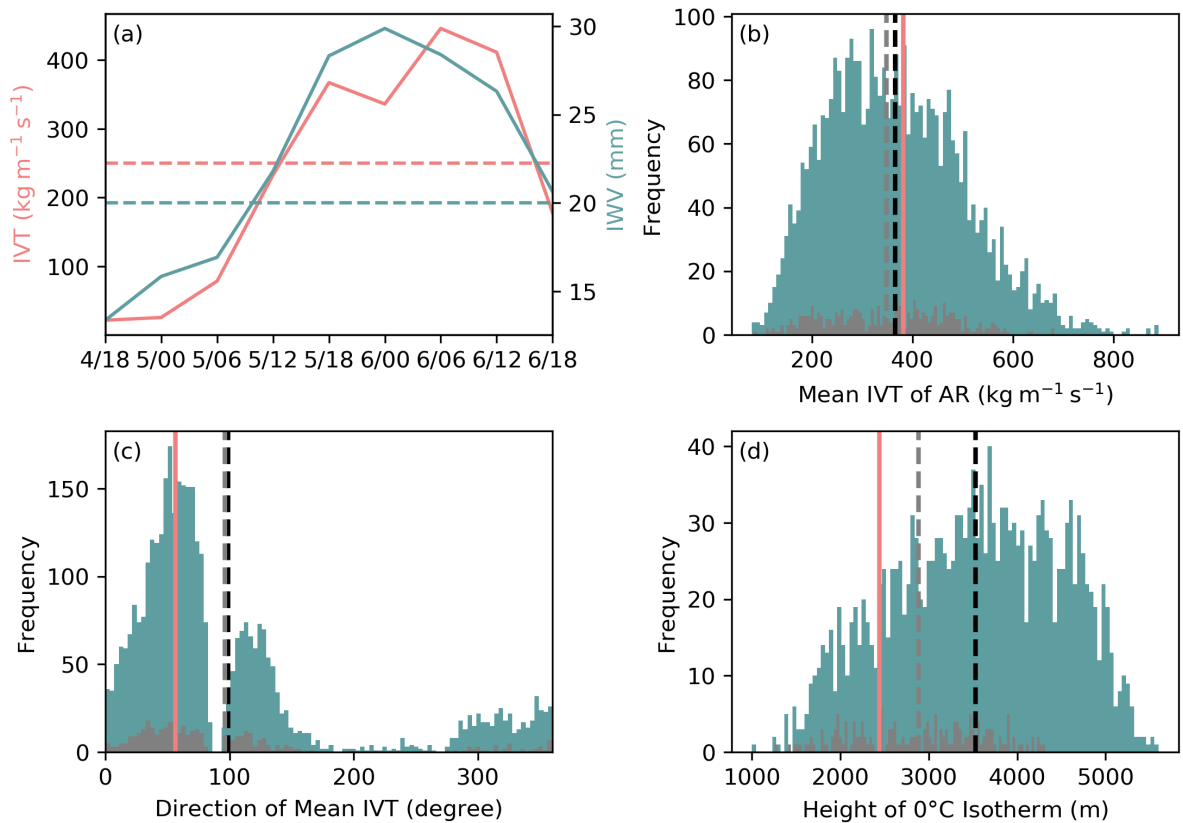 (a)
400
300
200
100
IVT (kg m⁻¹ s⁻¹)
30
25
20
15
IWV (mm)
4/18 5/00 5/06 5/12 5/18 6/00 6/06 6/12 6/18
(b)
100
80
60
40
20
0
Frequency
200 400 600 800
Mean IVT of AR (kg m⁻¹ s⁻¹)
(c)
150
100
50
0
Frequency
0 100 200 300
Direction of Mean IVT (degree)
(d)
40
30
20
10
0
Frequency
1000 2000 3000 4000 5000
Height of 0°C Isotherm (m)